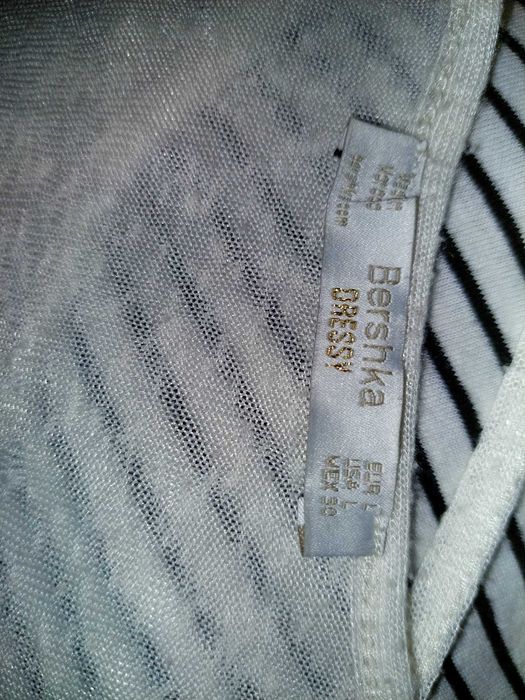 Bershka
DRESSY
EUR L
USA L
MEX 30